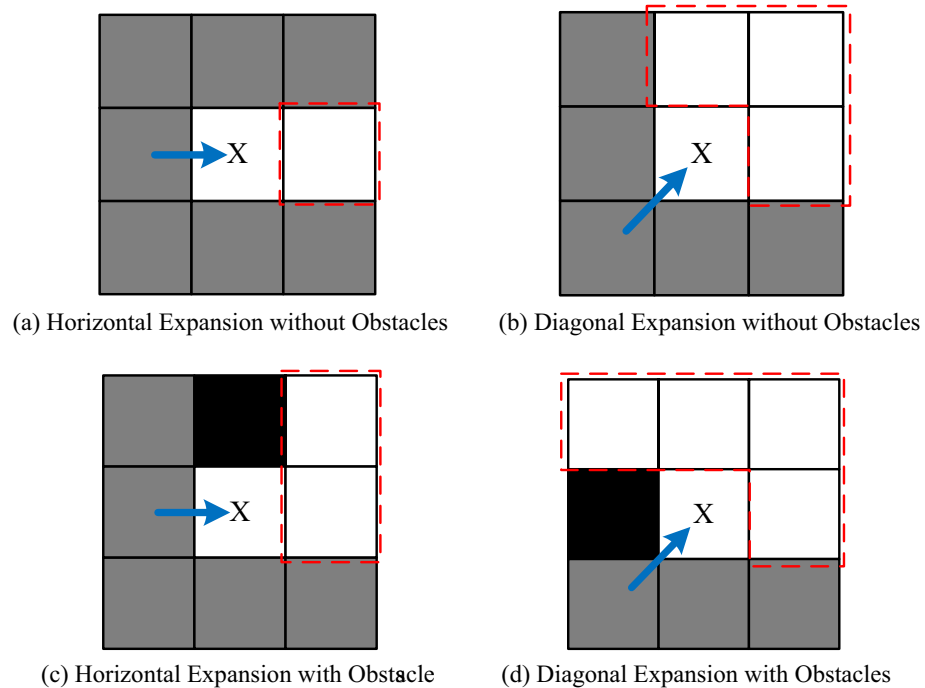 X
X
(a) Horizontal Expansion without Obstacles
(b) Diagonal Expansion without Obstacles
X
X
(c) Horizontal Expansion with Obstacle
(d) Diagonal Expansion with Obstacles